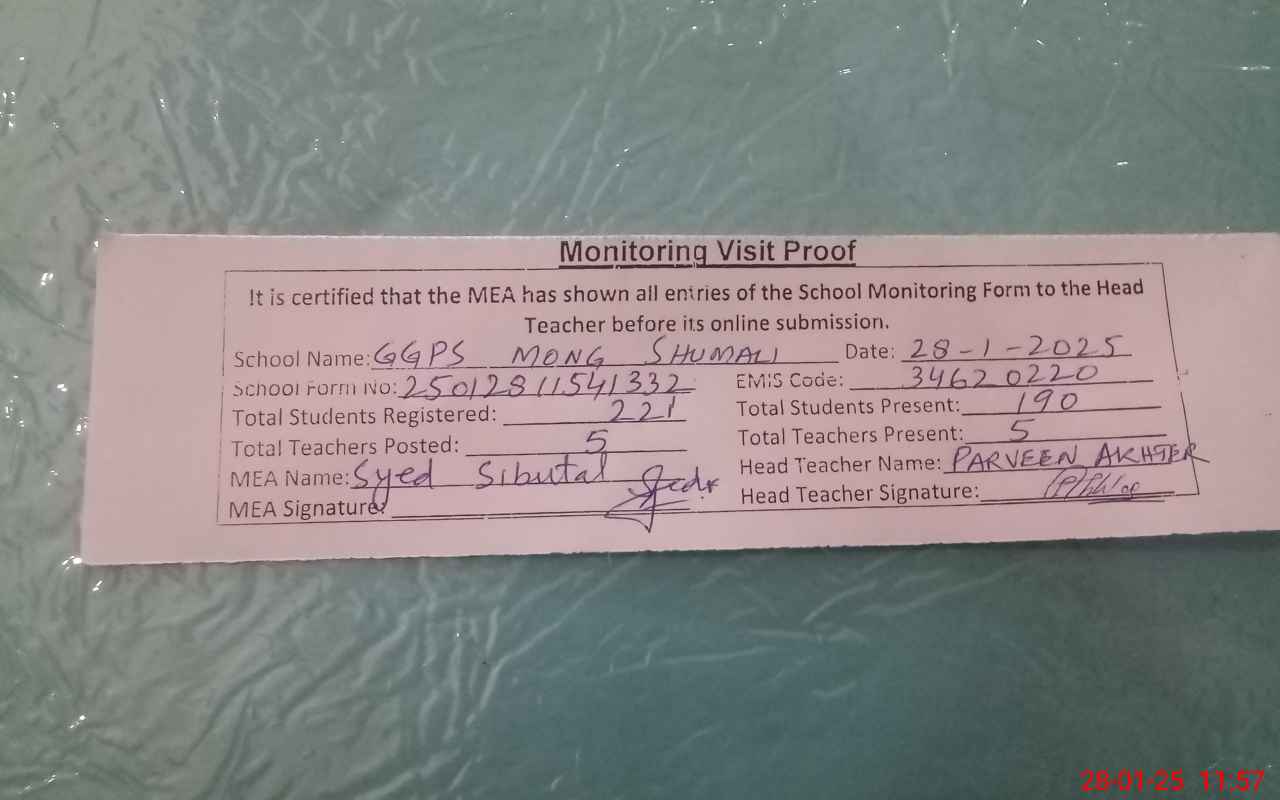 Monitoring Visit Proof
It is certified that the MEA has shown all entries of the School Monitoring Form to the Head
Teacher before its online submission.
School Name: GGPS MONG SHUMALI Date: 28-1-2025
School Form No: 25012811541332 EMIS Code: 34620220
Total Students Registered: 221 Total Students Present: 190
Total Teachers Posted: 5 Total Teachers Present: 5
MEA Name: Syed Sibutal Head Teacher Name: PARVEEN AKHTER
MEA Signature: Head Teacher Signature:
28-01-25 11:57